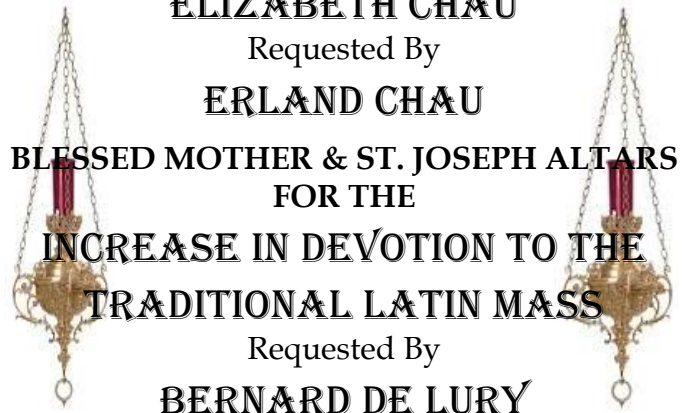 ELIZABETH CHAU
Requested By
ERLAND CHAU
BLESSED MOTHER & ST. JOSEPH ALTARS
FOR THE
INCREASE IN DEVOTION TO THE
TRADITIONAL LATIN MASS
Requested By
BERNARD DE LURY